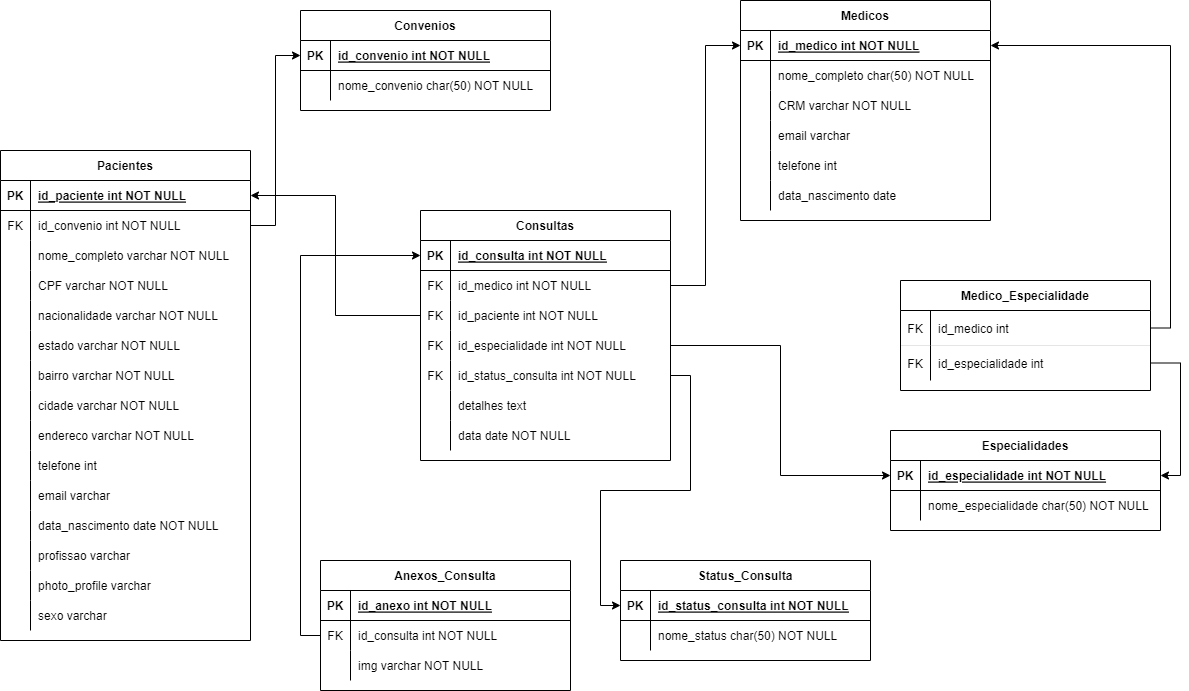 Convenios
PK id_convenio int NOT NULL
nome_convenio char(50) NOT NULL
Medicos
PK id_medico int NOT NULL
nome_completo char(50) NOT NULL
CRM varchar NOT NULL
email varchar
telefone int
data_nascimento date
Pacientes
PK id_paciente int NOT NULL
FK id_convenio int NOT NULL
nome_completo varchar NOT NULL
CPF varchar NOT NULL
nacionalidade varchar NOT NULL
estado varchar NOT NULL
bairro varchar NOT NULL
cidade varchar NOT NULL
endereco varchar NOT NULL
telefone int
email varchar
data_nascimento date NOT NULL
profissao varchar
photo_profile varchar
sexo varchar
Consultas
PK id_consulta int NOT NULL
FK id_medico int NOT NULL
FK id_paciente int NOT NULL
FK id_especialidade int NOT NULL
FK id_status_consulta int NOT NULL
detalhes text
data date NOT NULL
Medico_Especialidade
FK id_medico int
FK id_especialidade int
Especialidades
PK id_especialidade int NOT NULL
nome_especialidade char(50) NOT NULL
Anexos_Consulta
PK id_anexo int NOT NULL
FK id_consulta int NOT NULL
img varchar NOT NULL
Status_Consulta
PK id_status_consulta int NOT NULL
nome_status char(50) NOT NULL